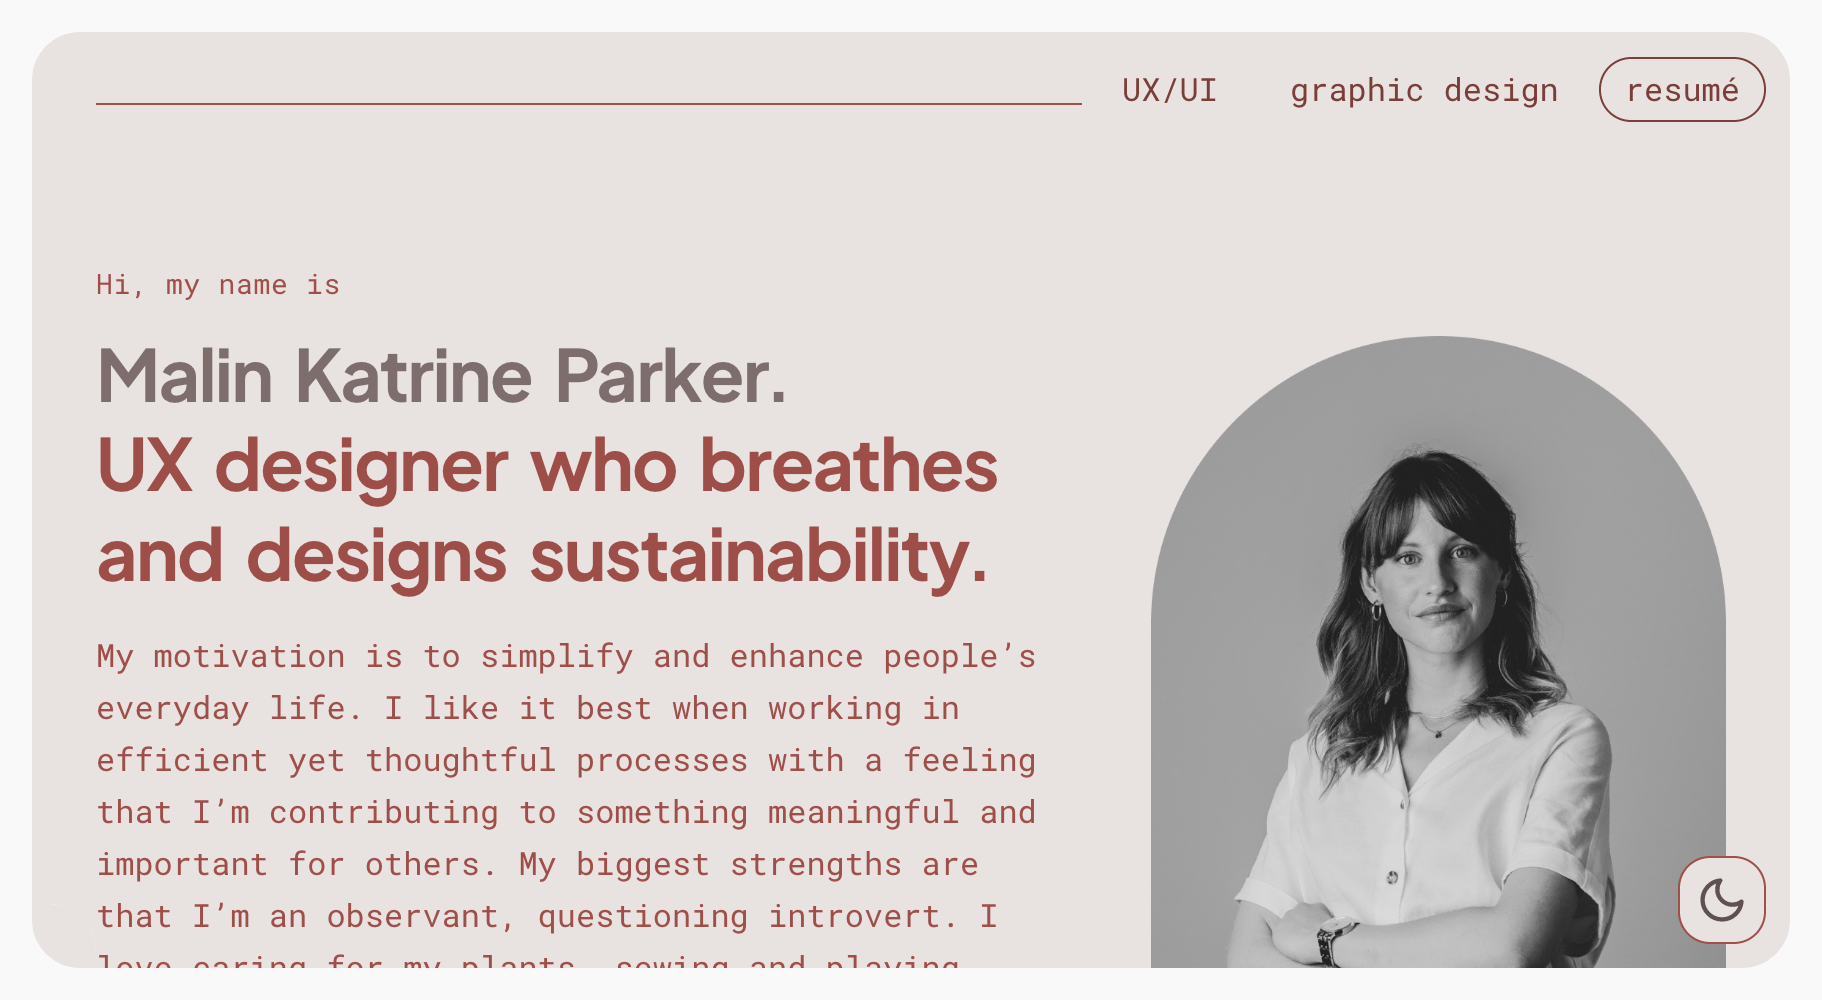 UX/UI graphic design resumé
Hi, my name is
Malin Katrine Parker.
UX designer who breathes
and designs sustainability.
My motivation is to simplify and enhance people’s
everyday life. I like it best when working in
efficient yet thoughtful processes with a feeling
that I’m contributing to something meaningful and
important for others. My biggest strengths are
that I’m an observant, questioning introvert. I
love caring for my plants, sewing and playing